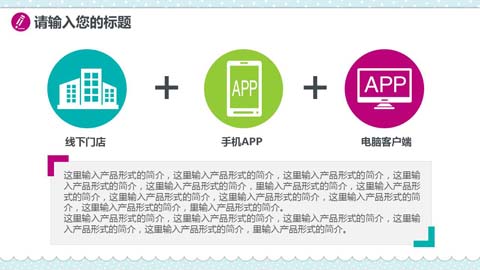 请输入您的标题
APP
APP
线下门店
手机APP
电脑客户端
这里输入产品形式的简介，这里输入产品形式的简介，这里输入产品形式的简介，这里输
入产品形式的简介，这里输入产品形式的简介，里输入产品形式的简介，这里输入产品形
式的简介，这里输入产品形式的简介，这里输入产品形式的简介，这里输入产品形式的简
介，这里输入产品形式的简介，里输入产品形式的简介。
这里输入产品形式的简介，这里输入产品形式的简介，这里输入产品形式的简介，这里输
入产品形式的简介，这里输入产品形式的简介，里输入产品形式的简介。